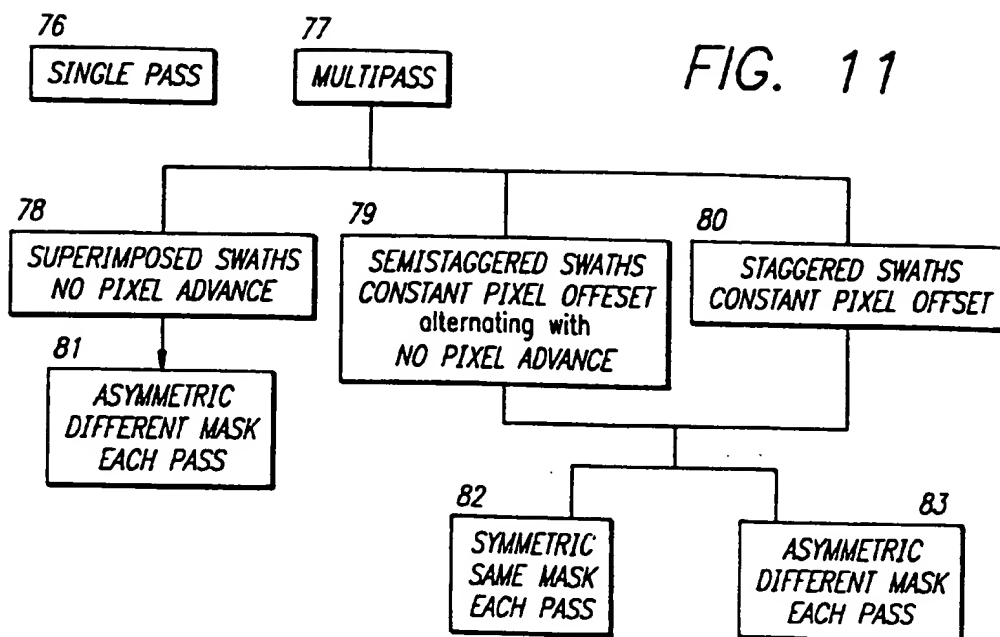 FIG. 11
76
SINGLE PASS
77
MULTIPASS
78
SUPERIMPOSED SWATHS
NO PIXEL ADVANCE
79
SEMISTAGGERED SWATHS
CONSTANT PIXEL OFFESET
alternating with
NO PIXEL ADVANCE
80
STAGGERED SWATHS
CONSTANT PIXEL OFFSET
81
ASYMMETRIC
DIFFERENT MASK
EACH PASS
82
SYMMETRIC
SAME MASK
EACH PASS
83
ASYMMETRIC
DIFFERENT MASK
EACH PASS